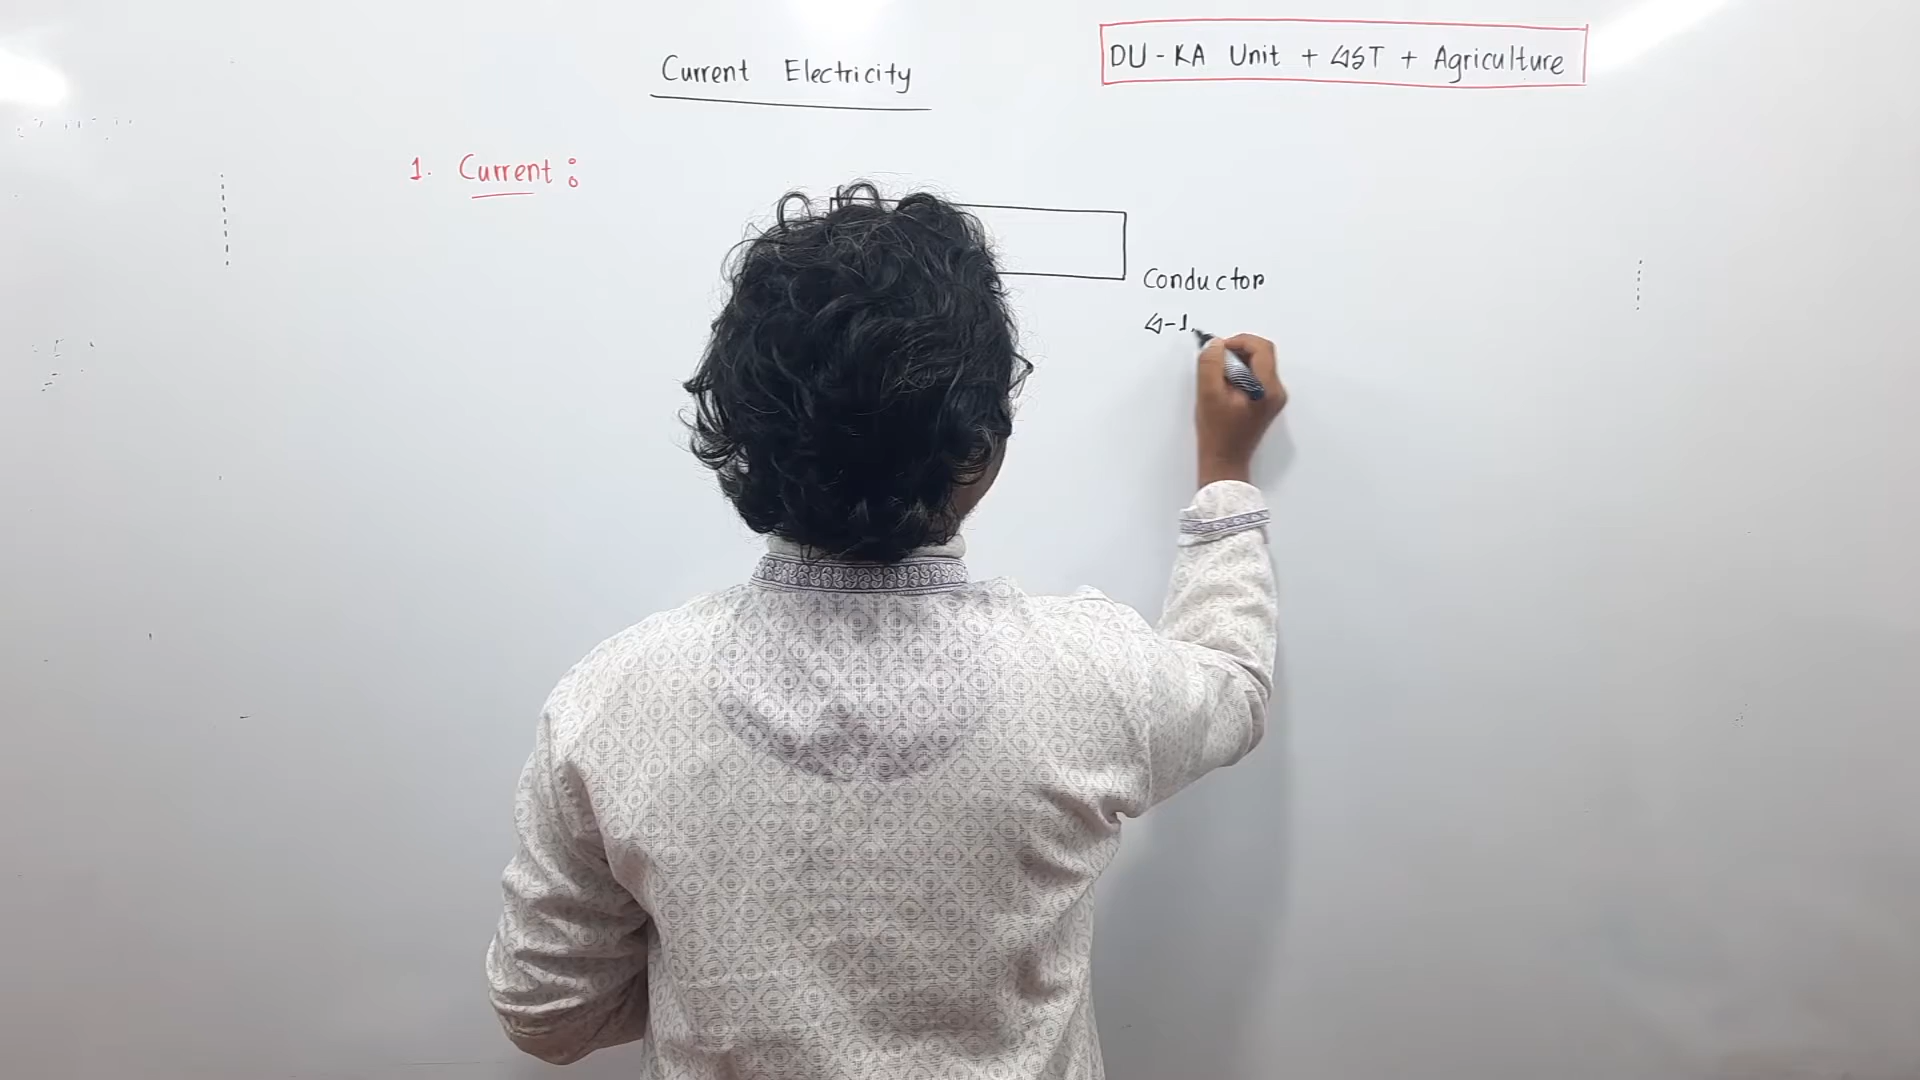 Current Electricity
DU-KA Unit + GST + Agriculture
1. Current :
Conductor